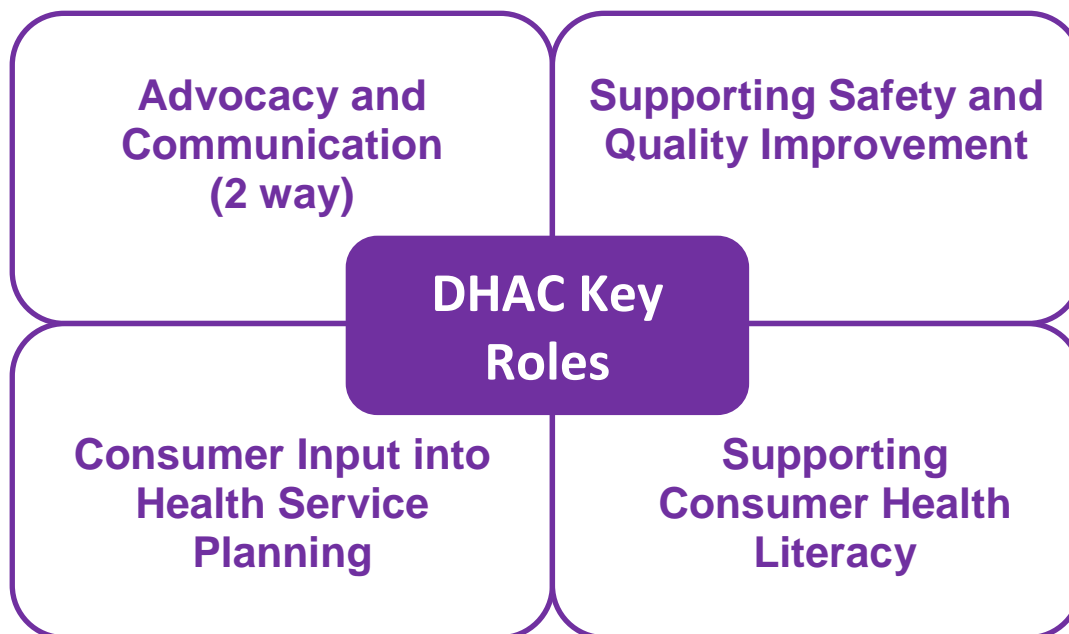 Advocacy and
Communication
(2 way)
Supporting Safety and
Quality Improvement
DHAC Key
Roles
Consumer Input into
Health Service
Planning
Supporting
Consumer Health
Literacy